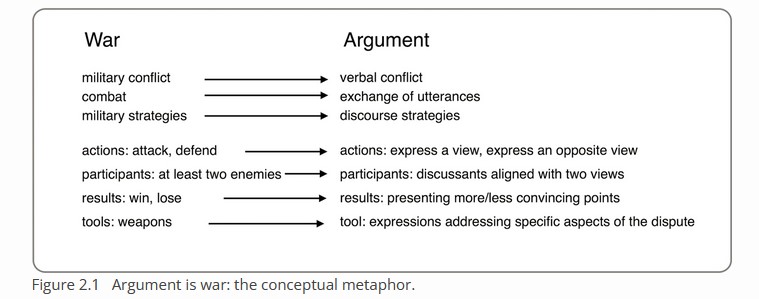 War Argument
military conflict verbal conflict
combat exchange of utterances
military strategies discourse strategies
actions: attack, defend actions: express a view, express an opposite view
participants: at least two enemies participants: discussants aligned with two views
results: win, lose results: presenting more/less convincing points
tools: weapons tool: expressions addressing specific aspects of the dispute
Figure 2.1 Argument is war: the conceptual metaphor.